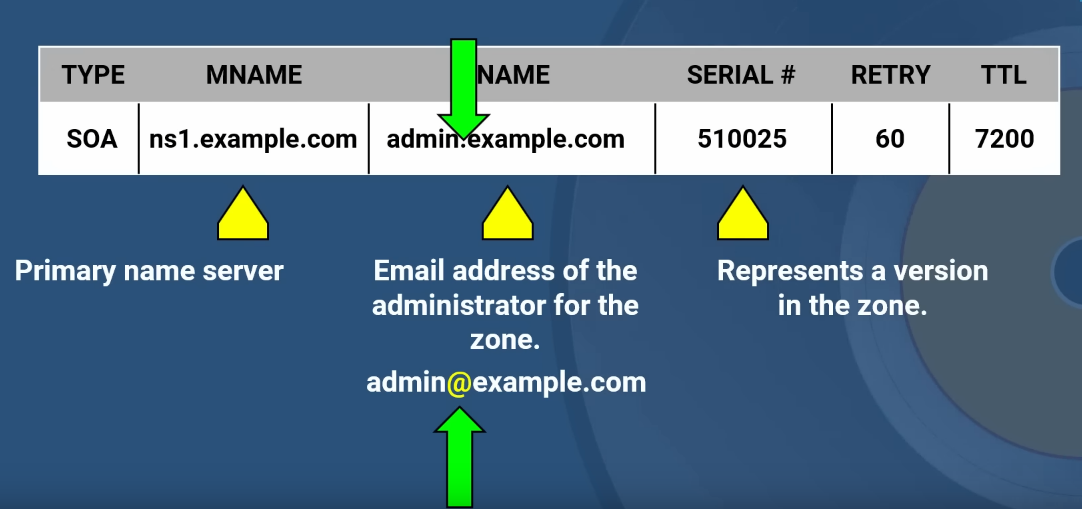 TYPE MNAME NAME SERIAL # RETRY TTL
SOA ns1.example.com admin.example.com 510025 60 7200
Primary name server
Email address of the
administrator for the
zone.
admin@example.com
Represents a version
in the zone.